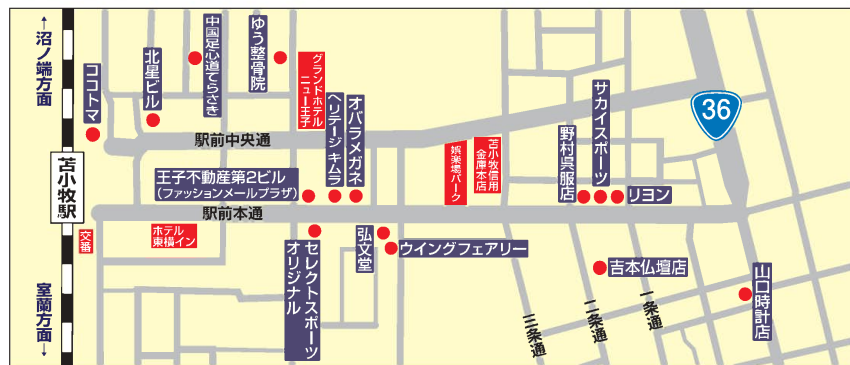 ↑沼ノ端方面
苫小牧駅
室蘭方面↓
ココトマ
北星ビル
中国足心道てらさき
ゆう整骨院
グランドホテル
ニュー王子
ヘリテージ キムラ
オバラメガネ
駅前中央通
王子不動産第2ビル
(ファッションメールプラザ)
駅前本通
交番
ホテル
東横イン
セレクトスポーツ
オリジナル
弘文堂
ウイングフェアリー
娯楽場パーク
苫小牧信用
金庫本店
野村呉服店
サカイスポーツ
リヨン
36
吉本仏壇店
山口時計店
三条通
二条通
一条通